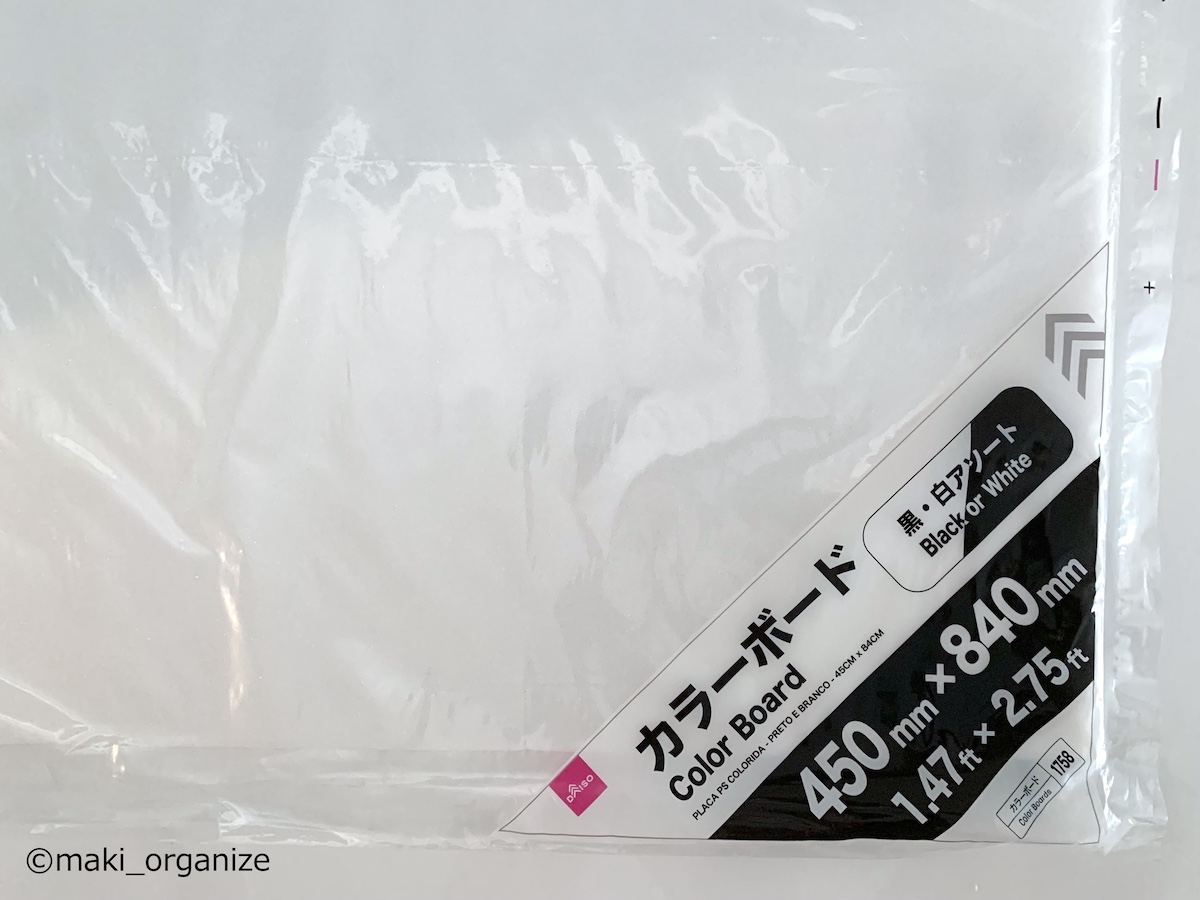 黒・白アソート
Black or White
カラーボード
Color Board
PLACA PS COLORIDA - PRETO E BRANCO - 45CM x 84CM
450mm×840mm
1.47ft×2.75ft
DAISO
カラーボード
Color Boards
1758
©maki_organize